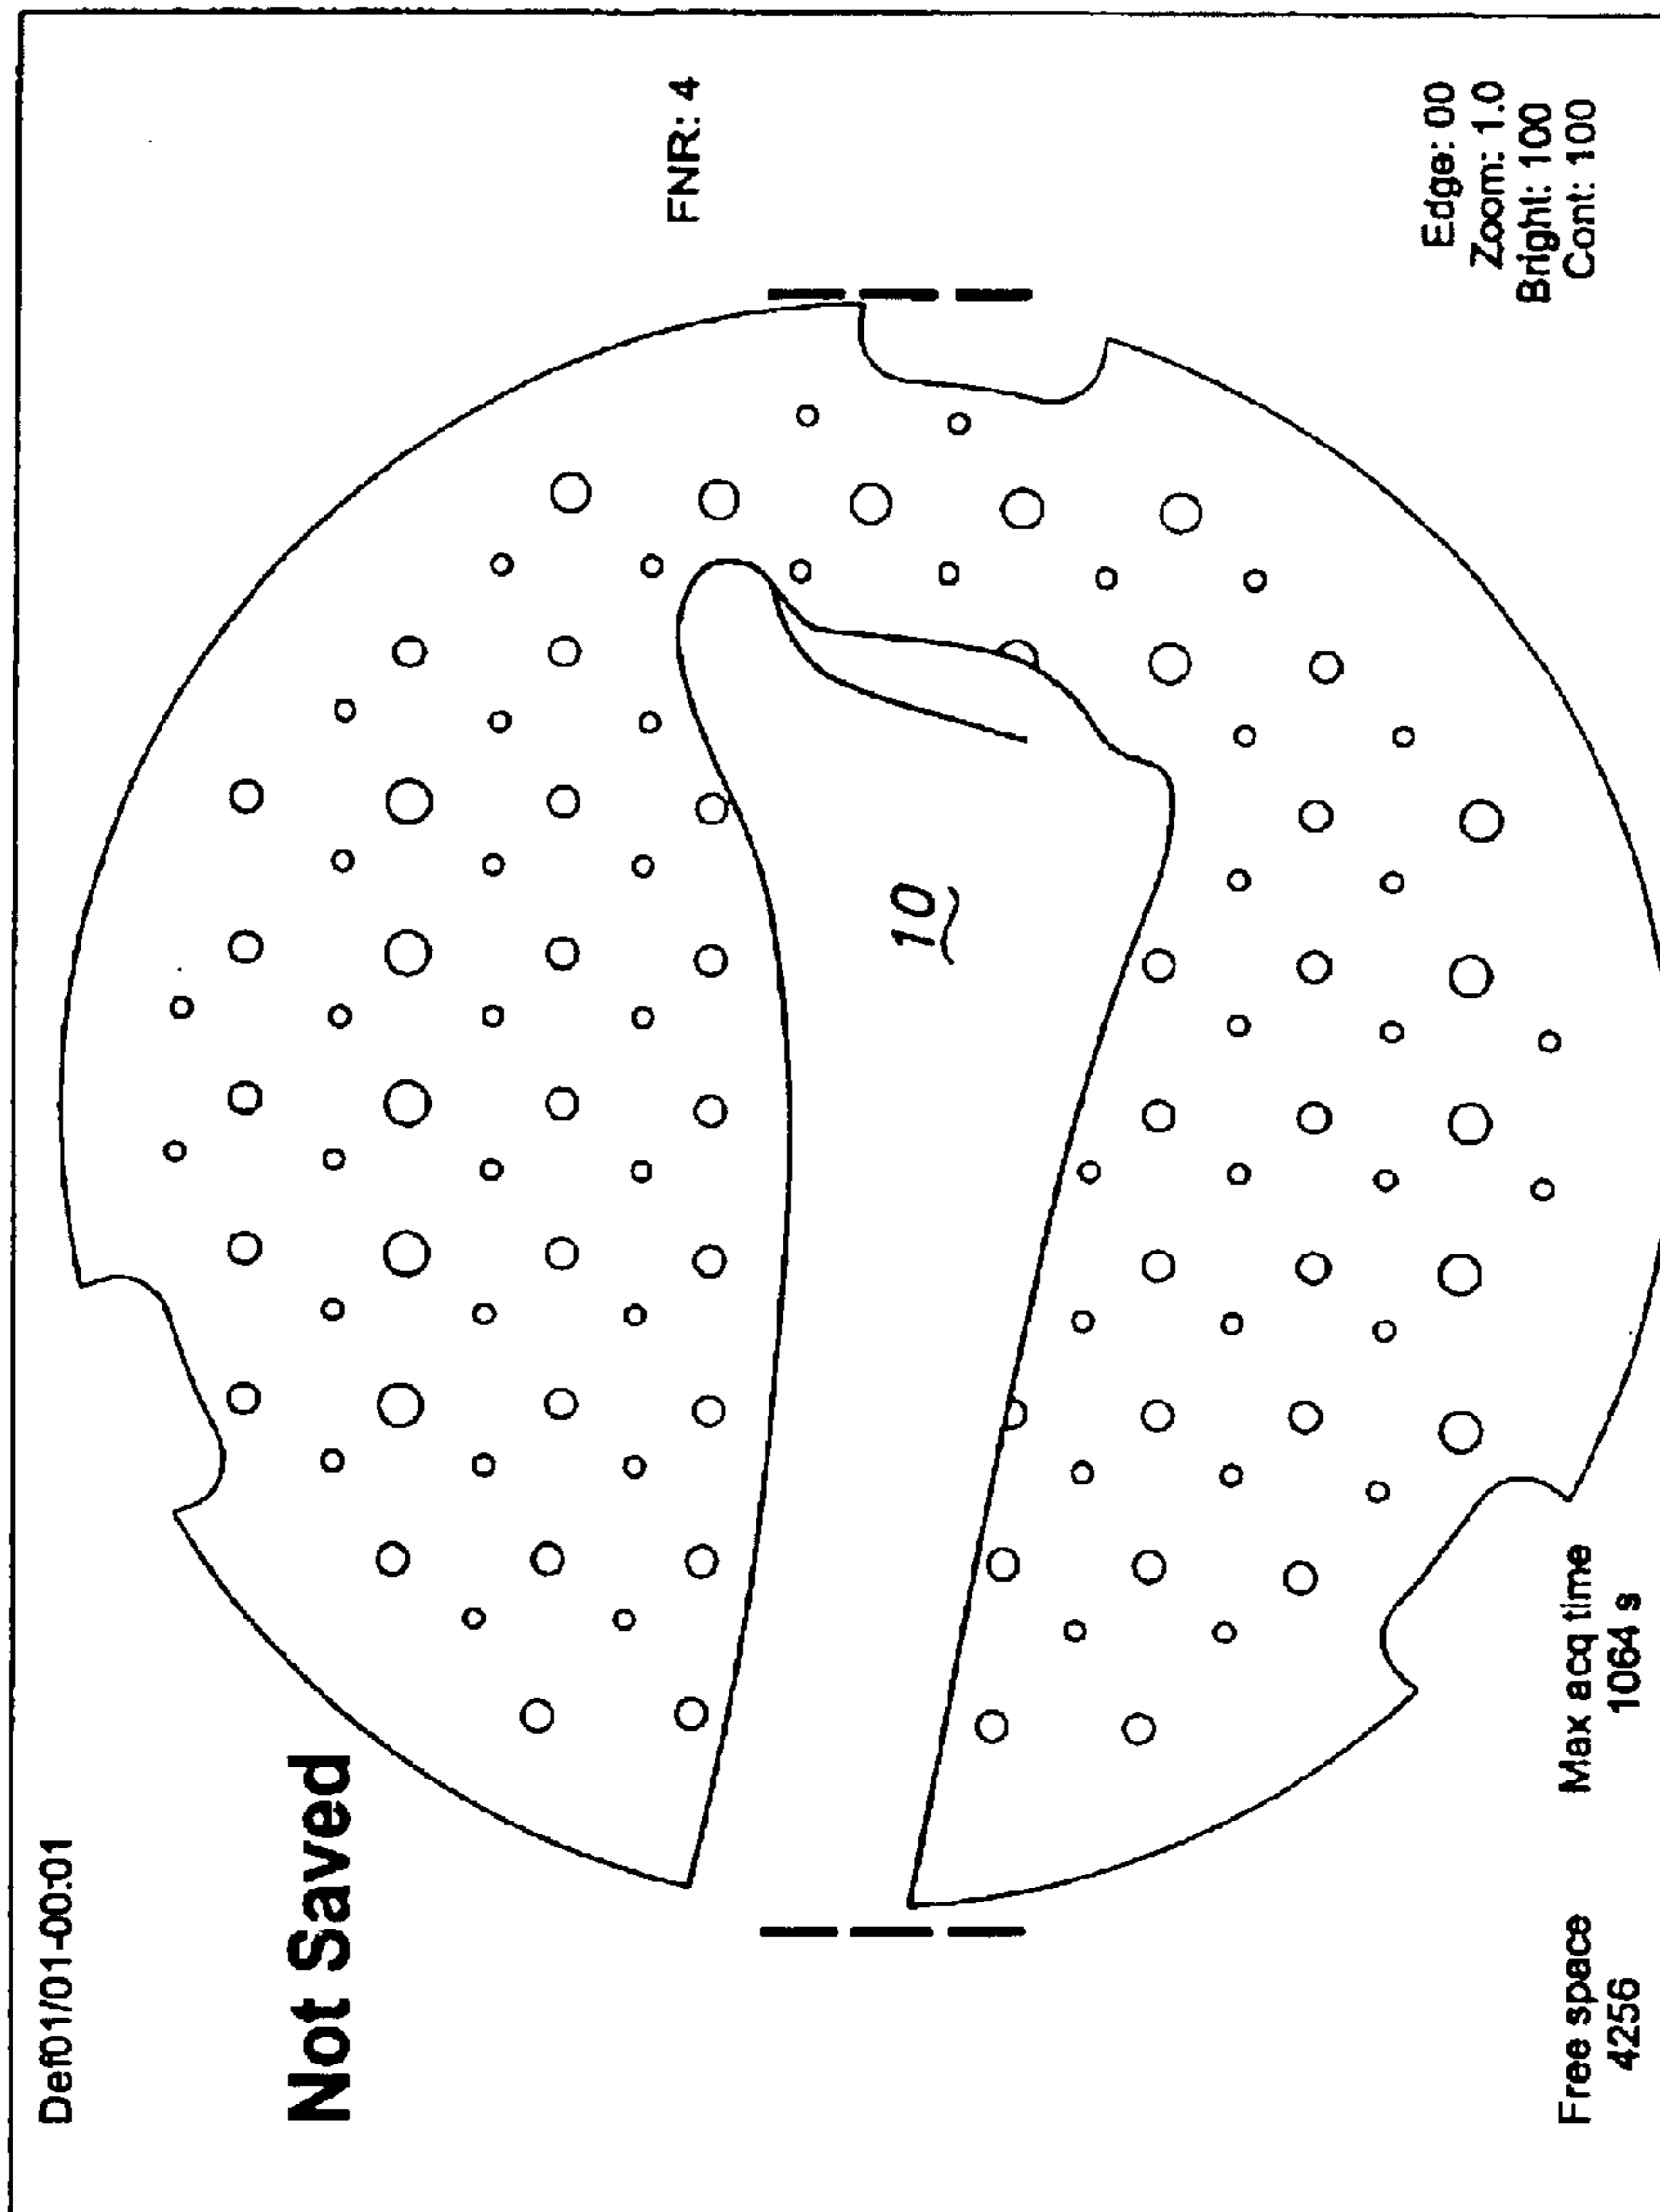 Def01/01-00:01
Not Saved
FNR: 4
10
Edge: 00
Zoom: 1.0
Bright: 100
Cont: 100
Free space
4256
Max acq time
1064 s